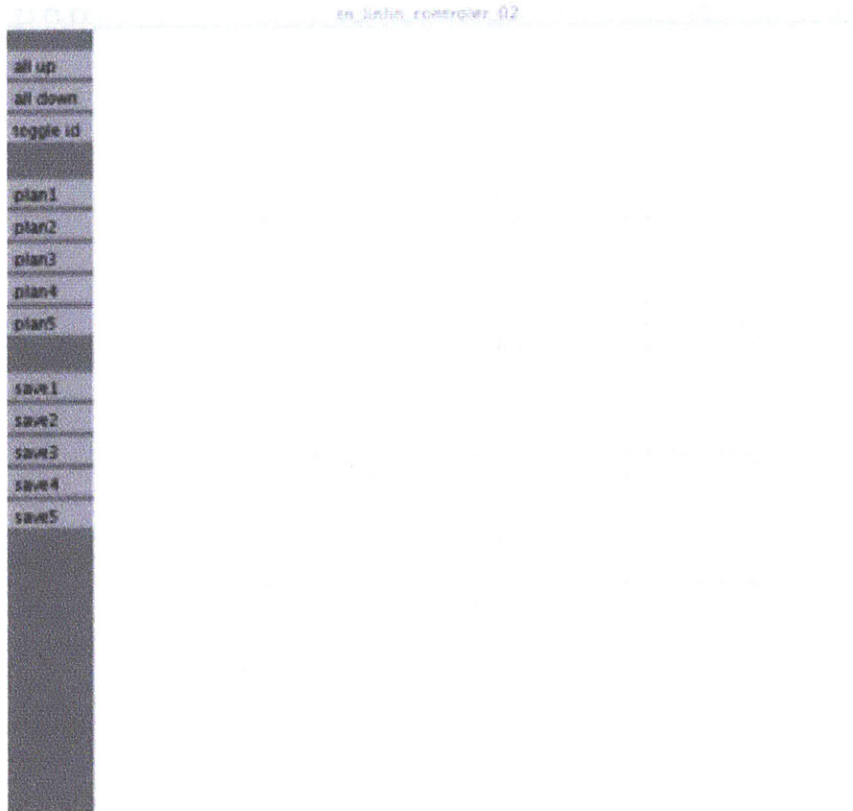 all up
all down
toggle id
plan1
plan2
plan3
plan4
plan5
save1
save2
save3
save4
save5